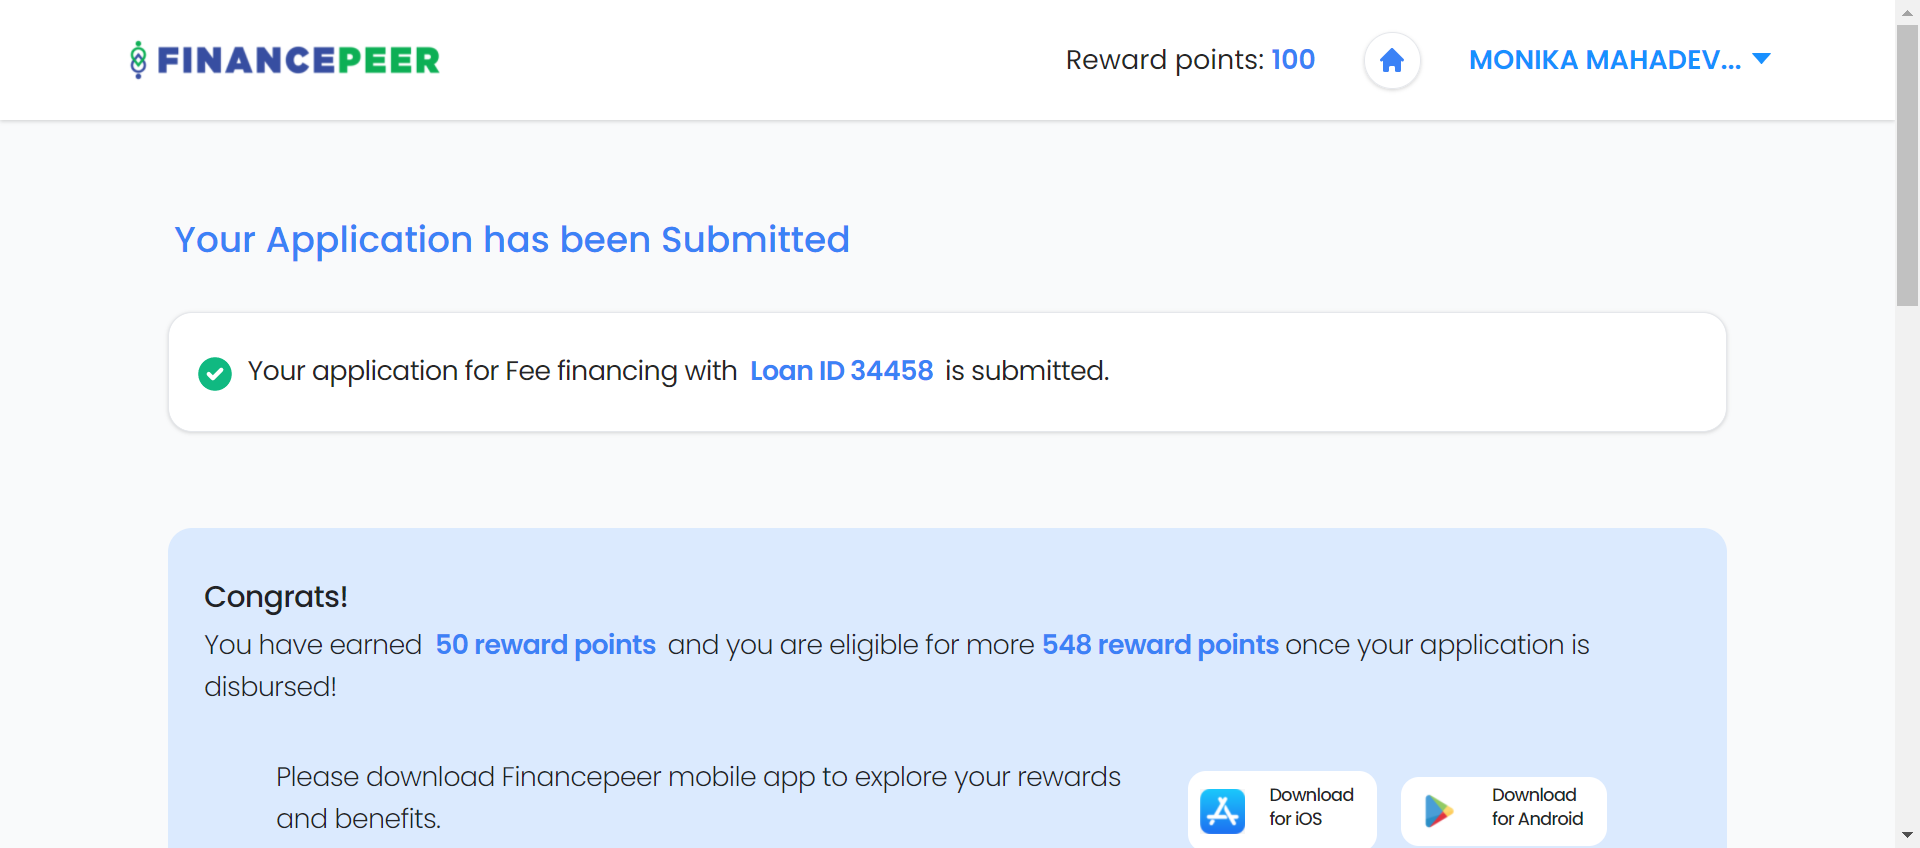 FINANCEPEER
Reward points: 100
MONIKA MAHADEV...
Your Application has been Submitted
Your application for Fee financing with Loan ID 34458 is submitted.
Congrats!
You have earned 50 reward points and you are eligible for more 548 reward points once your application is
disbursed!
Please download Financepeer mobile app to explore your rewards
and benefits.
Download
for iOS
Download
for Android